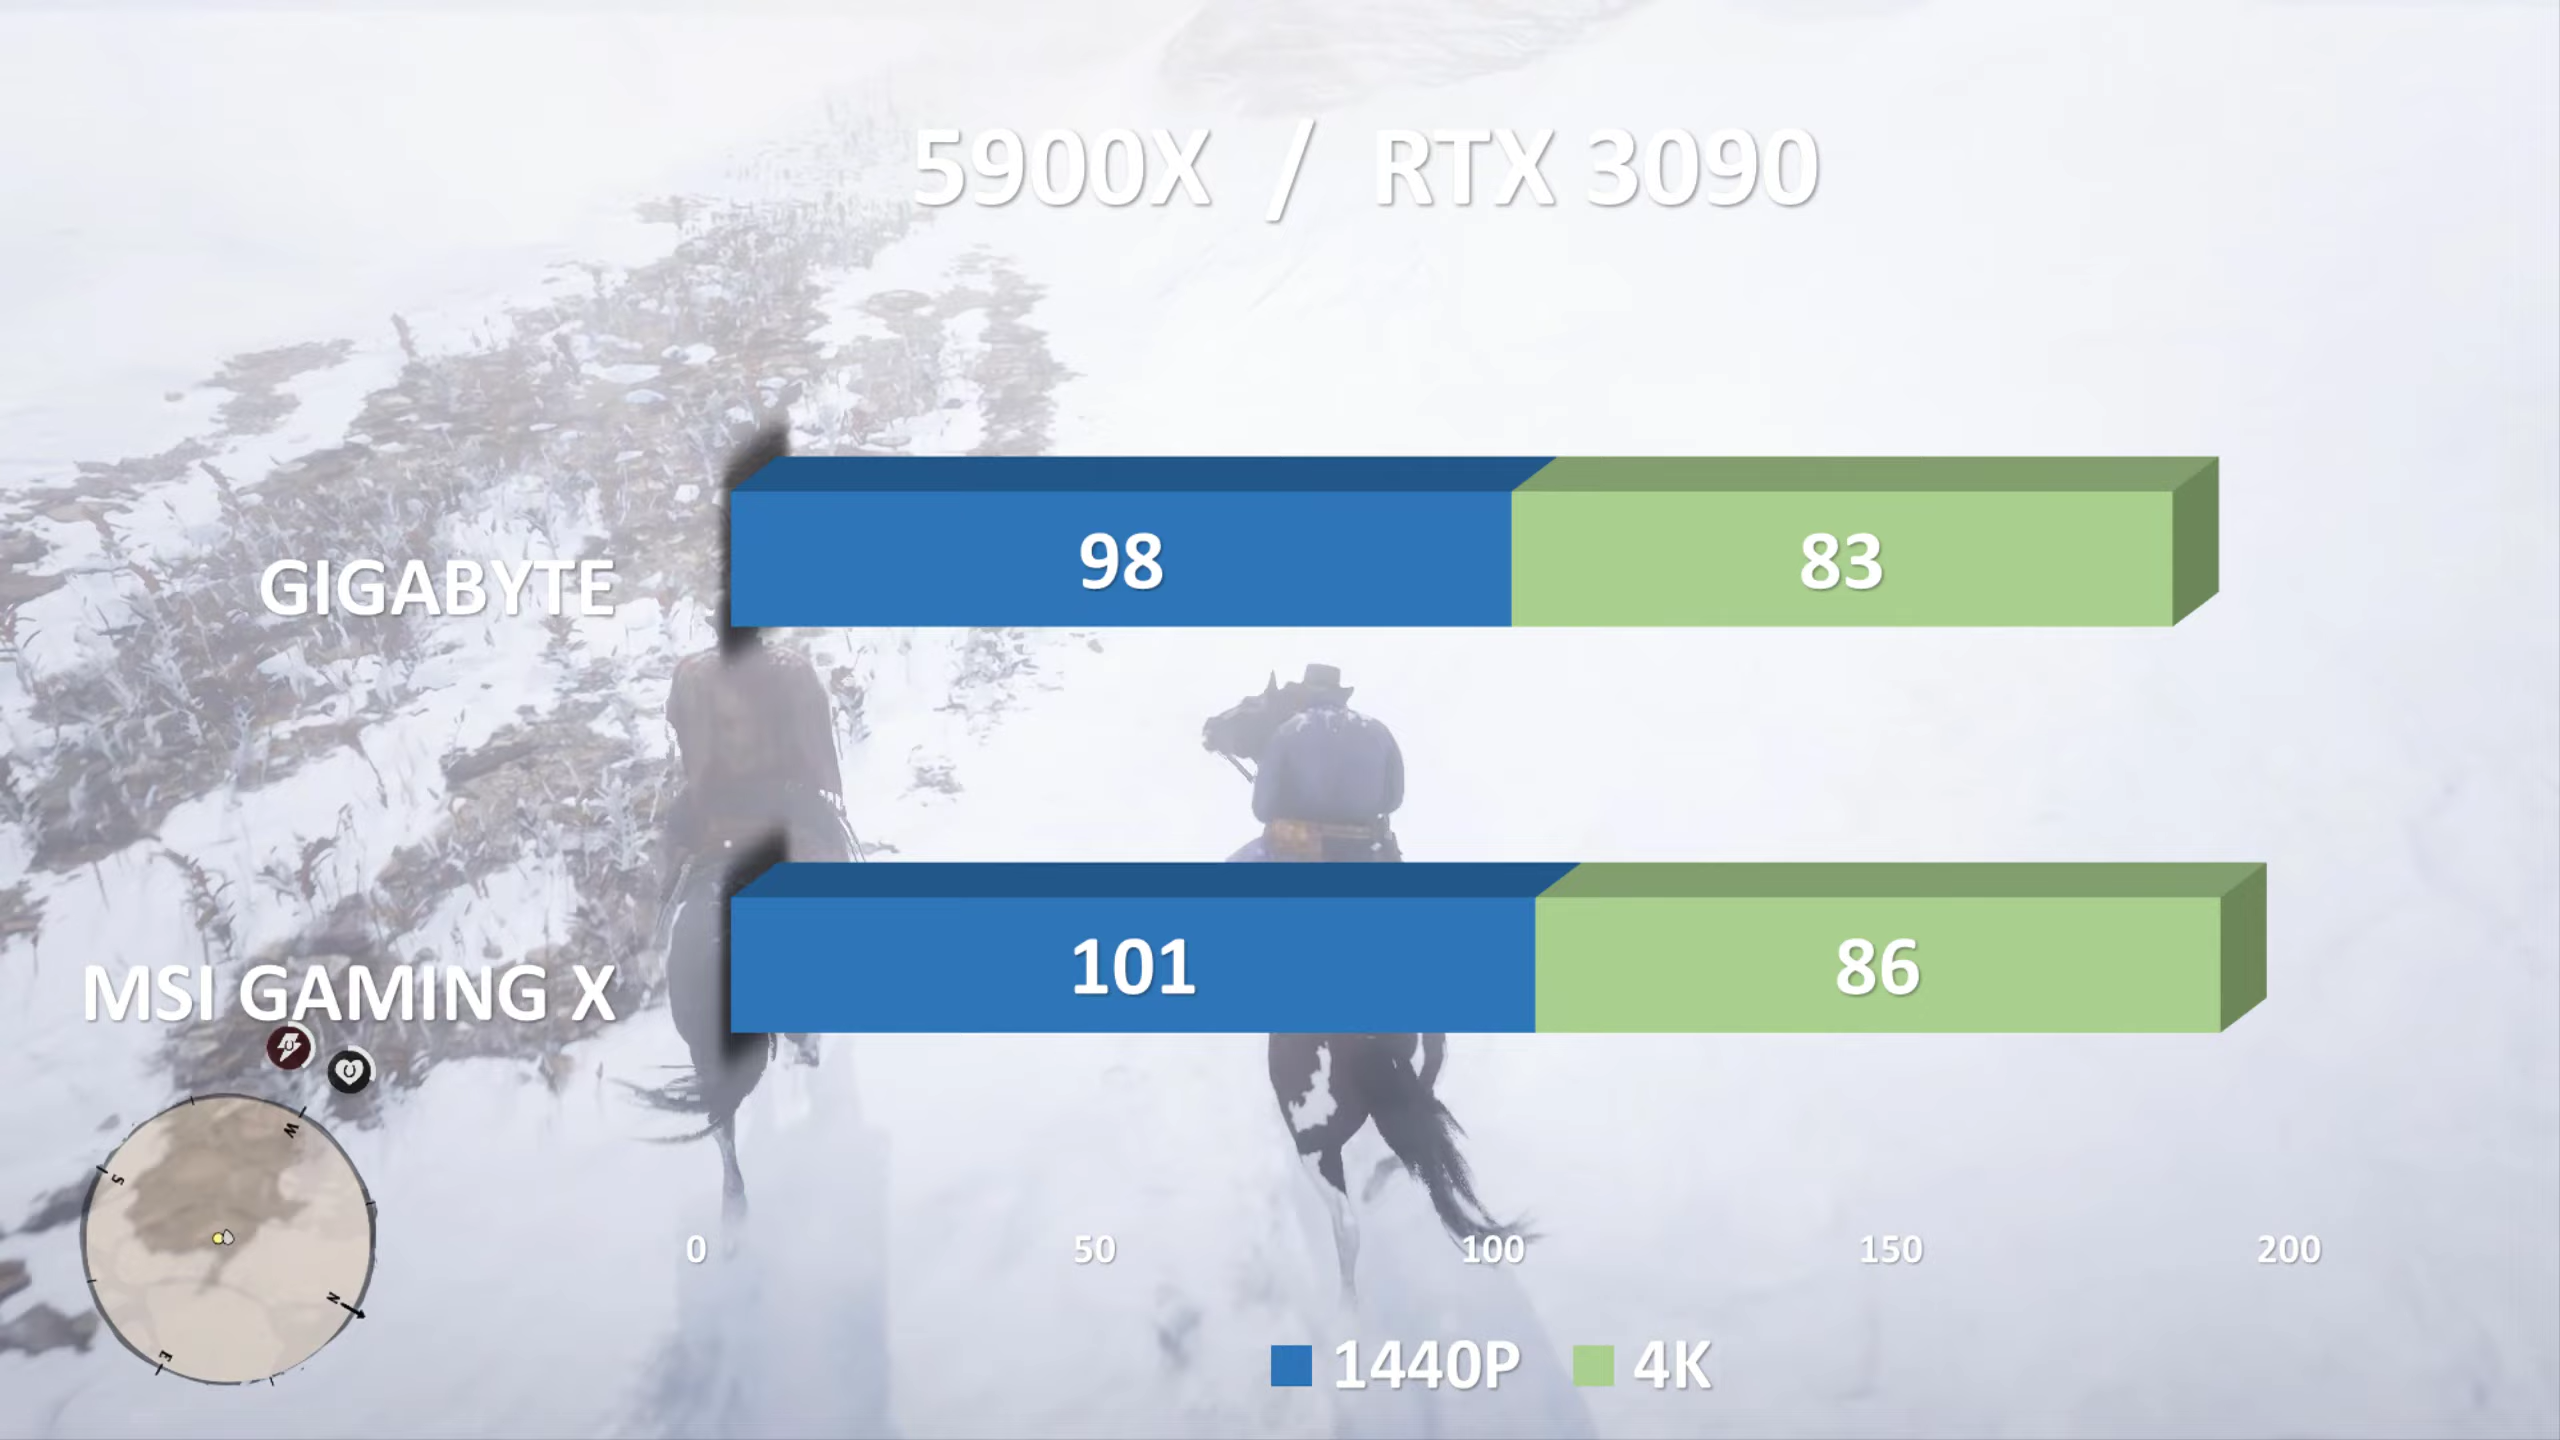 5900X / RTX 3090
GIGABYTE
98
83
MSI GAMING X
101
86
W
S
N
E
0
50
100
150
200
1440P
4K